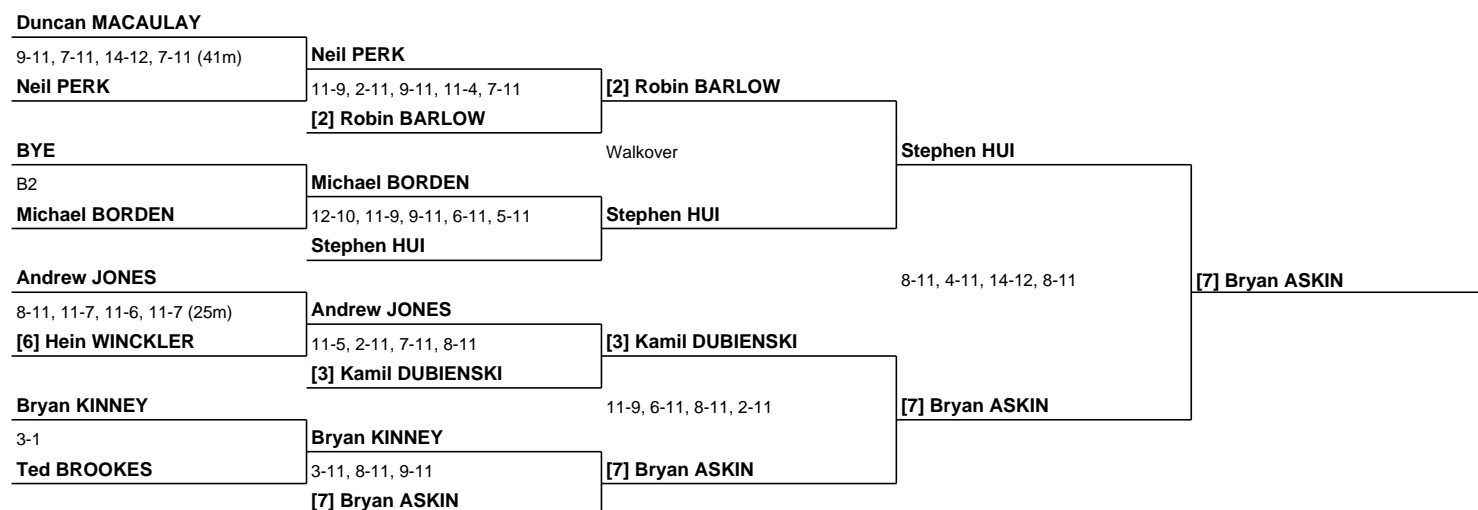 Duncan MACAULAY
9-11, 7-11, 14-12, 7-11 (41m)
Neil PERK
Neil PERK
11-9, 2-11, 9-11, 11-4, 7-11
[2] Robin BARLOW
[2] Robin BARLOW
BYE
B2
Michael BORDEN
Michael BORDEN
12-10, 11-9, 9-11, 6-11, 5-11
Stephen HUI
Walkover
Stephen HUI
Stephen HUI
Andrew JONES
8-11, 11-7, 11-6, 11-7 (25m)
[6] Hein WINCKLER
Andrew JONES
11-5, 2-11, 7-11, 8-11
[3] Kamil DUBIENSKI
[3] Kamil DUBIENSKI
Bryan KINNEY
3-1
Ted BROOKES
Bryan KINNEY
3-11, 8-11, 9-11
[7] Bryan ASKIN
11-9, 6-11, 8-11, 2-11
[7] Bryan ASKIN
[7] Bryan ASKIN
8-11, 4-11, 14-12, 8-11
[7] Bryan ASKIN